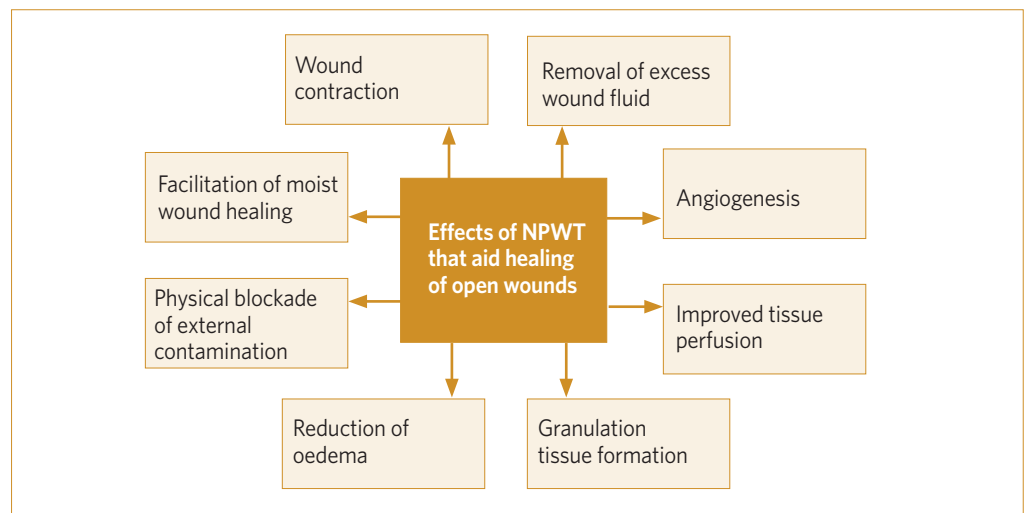 Wound
contraction
Removal of excess
wound fluid
Facilitation of moist
wound healing
Angiogenesis
Effects of NPWT
that aid healing
of open wounds
Physical blockade
of external
contamination
Improved tissue
perfusion
Reduction of
oedema
Granulation
tissue formation